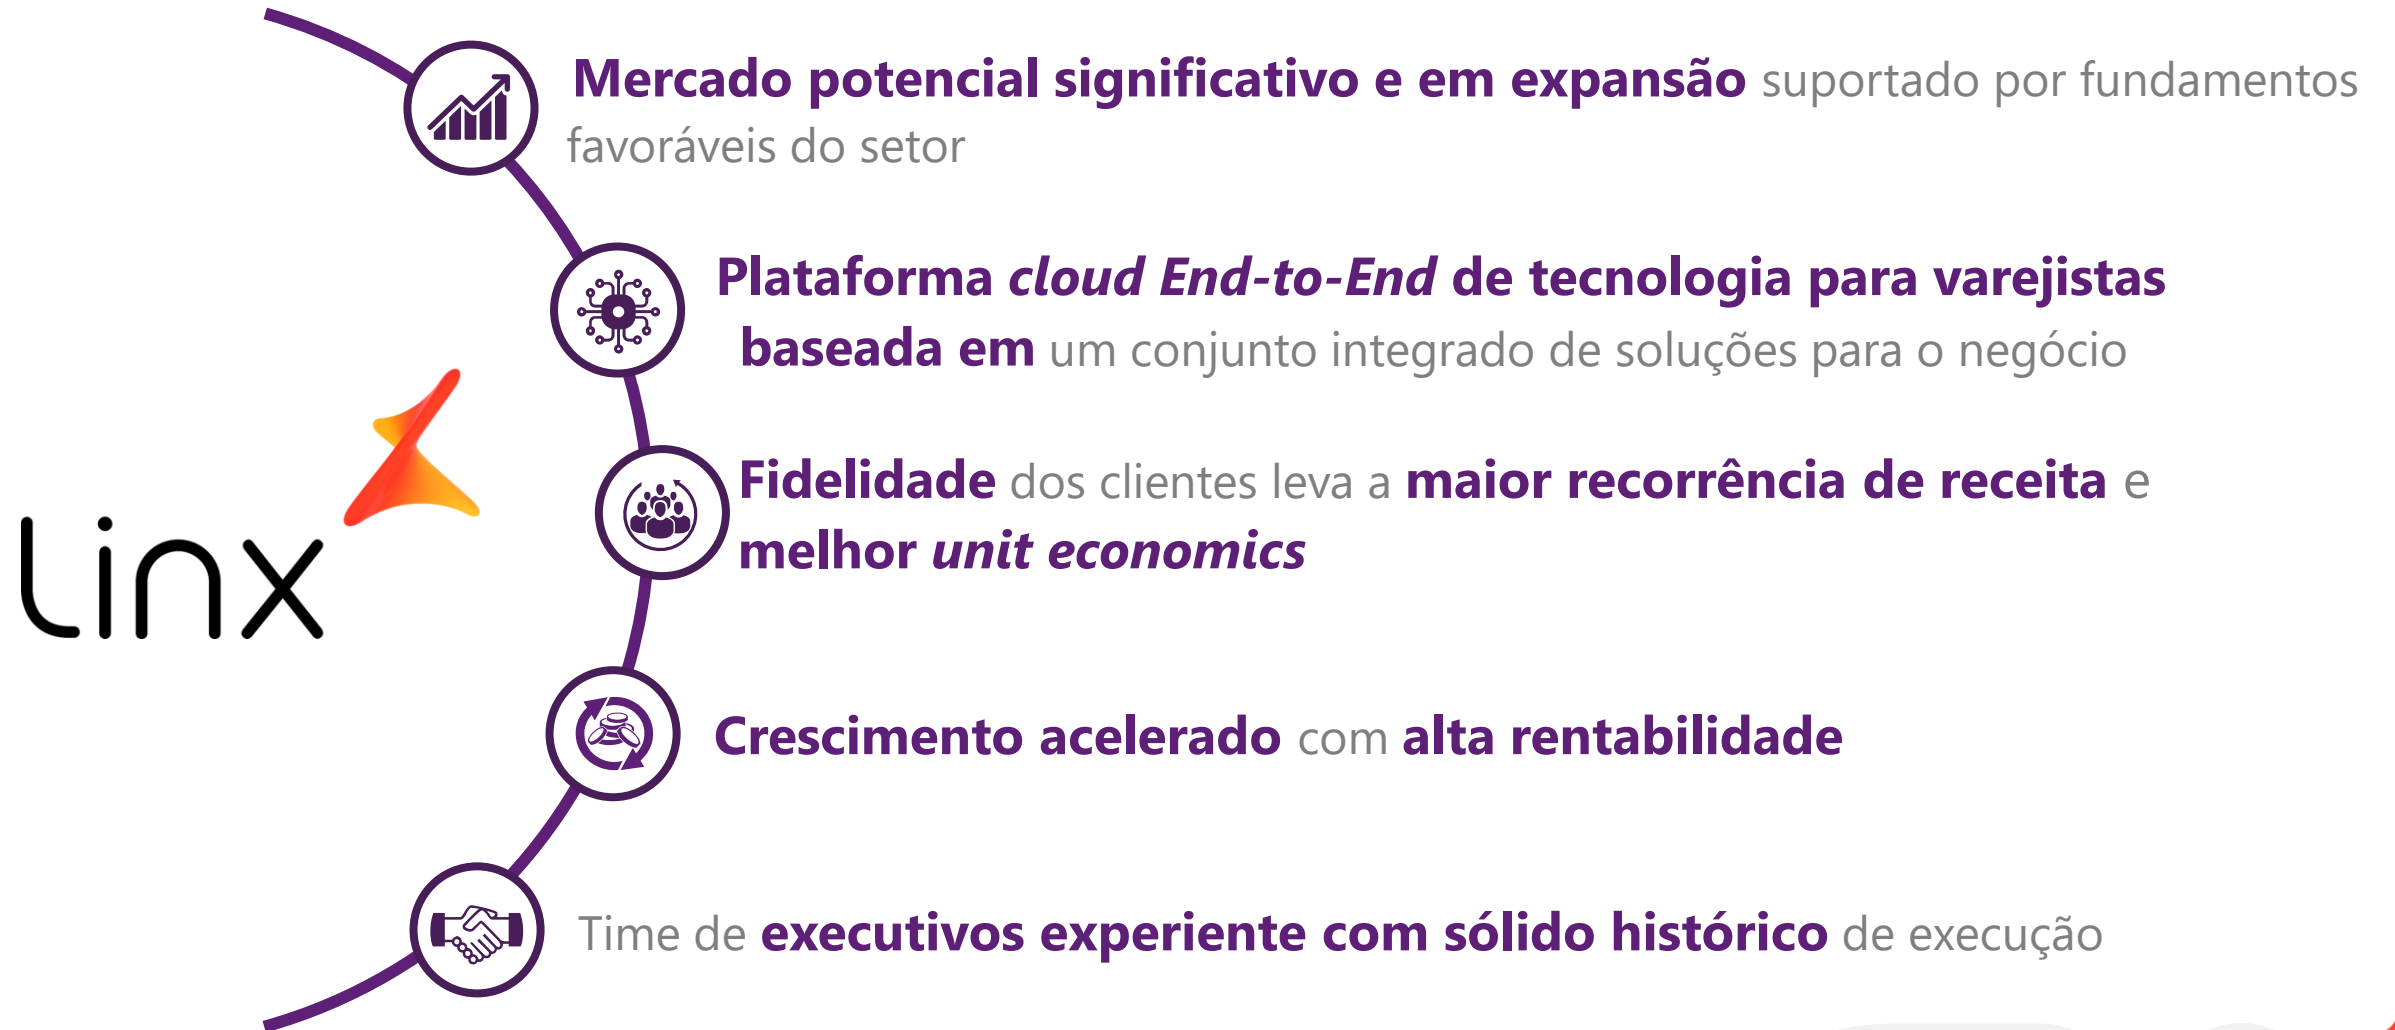 Mercado potencial significativo e em expansão suportado por fundamentos
favoráveis do setor
Plataforma cloud End-to-End de tecnologia para varejistas
baseada em um conjunto integrado de soluções para o negócio
Fidelidade dos clientes leva a maior recorrência de receita e
melhor unit economics
linx
Crescimento acelerado com alta rentabilidade
Time de executivos experiente com sólido histórico de execução